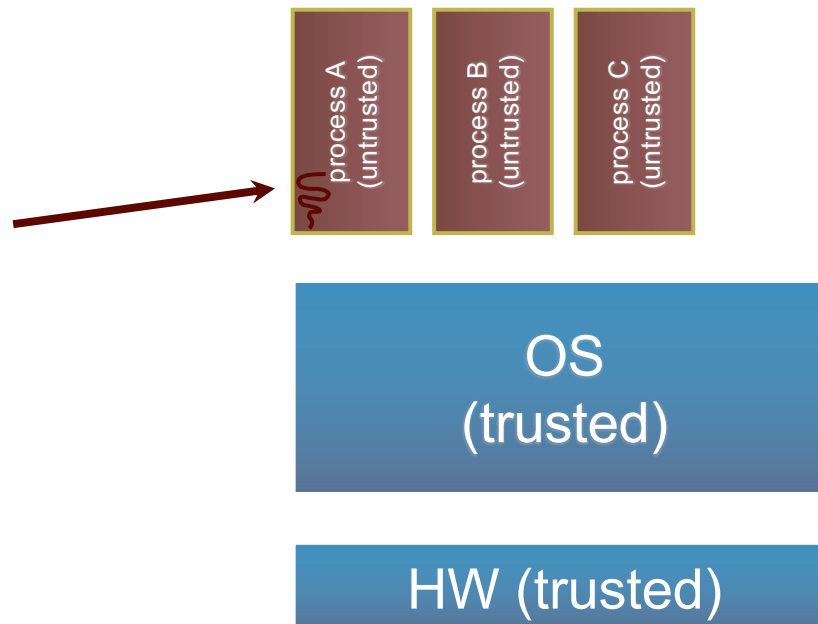 process A
(untrusted)
process B
(untrusted)
process C
(untrusted)
OS
(trusted)
HW (trusted)